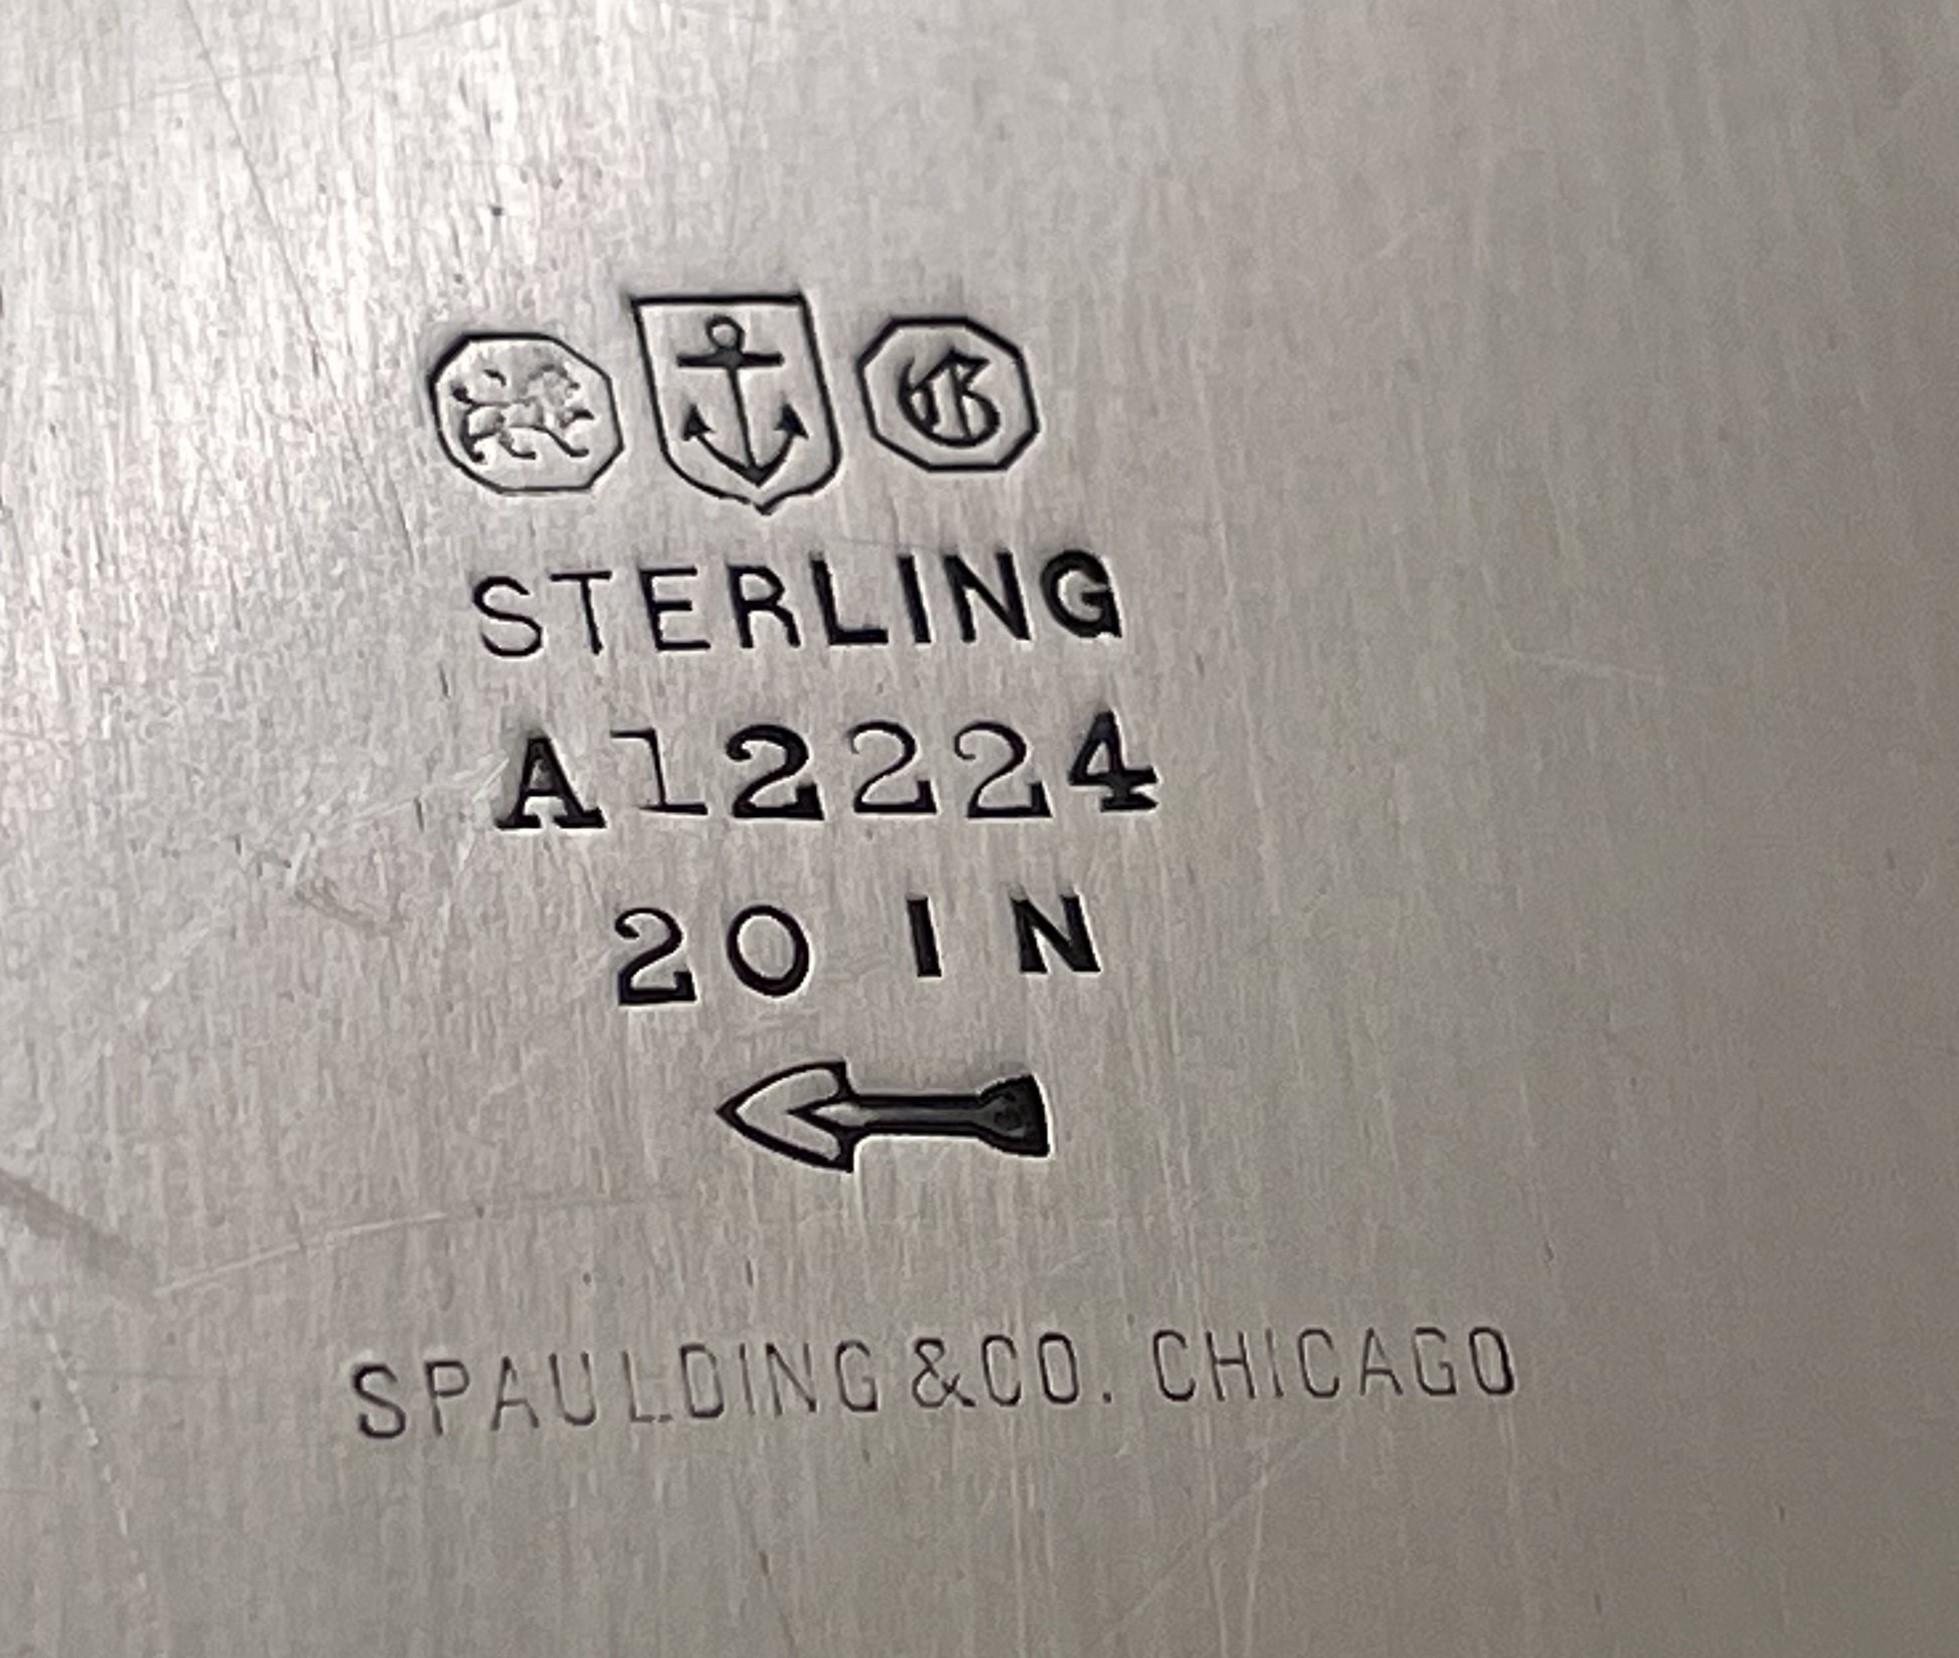 G
STERLING
A12224
20 IN
SPAULDING & CO. CHICAGO